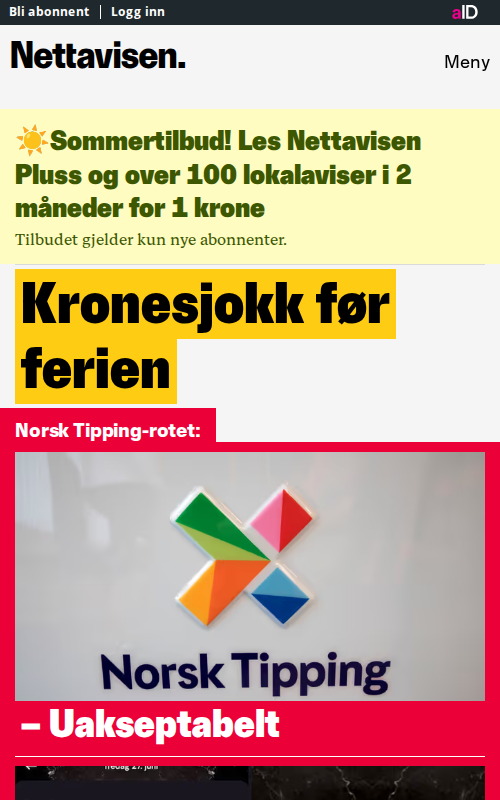 Bli abonnent | Logg inn
aID
Nettavisen.
Meny
☀️Sommertilbud! Les Nettavisen
Pluss og over 100 lokalaviser i 2
måneder for 1 krone
Tilbudet gjelder kun nye abonnenter.
Kronesjokk før
ferien
Norsk Tipping-rotet:
Norsk Tipping
– Uakseptabelt
fredag 27. juni